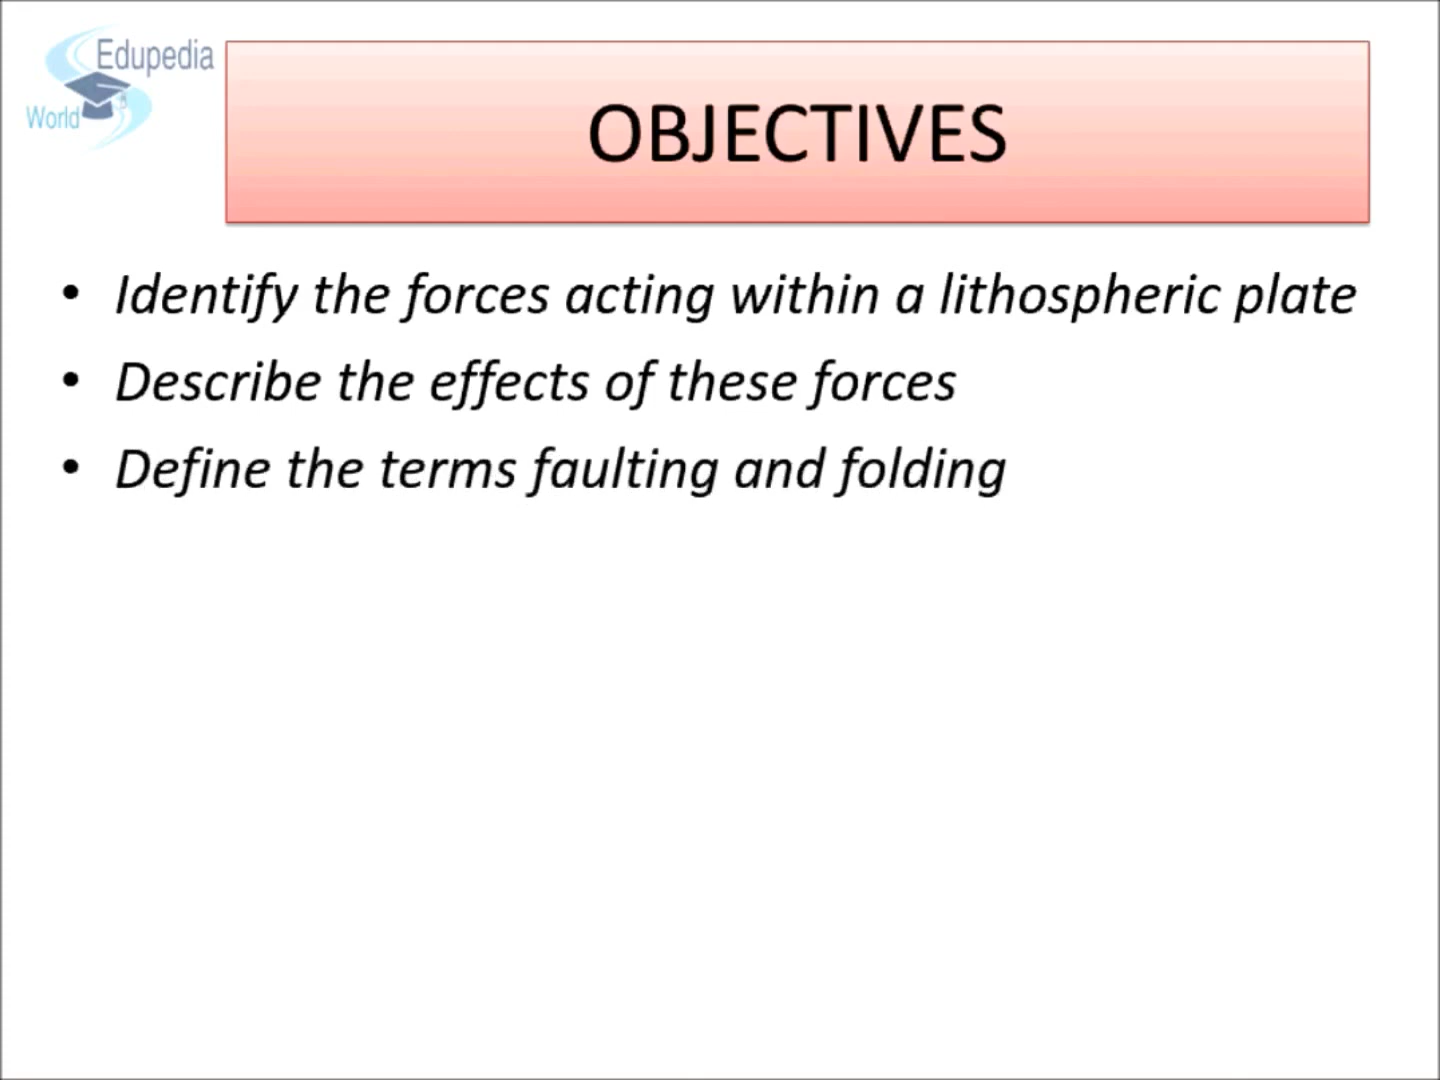 Edupedia
World
OBJECTIVES
• Identify the forces acting within a lithospheric plate
• Describe the effects of these forces
• Define the terms faulting and folding